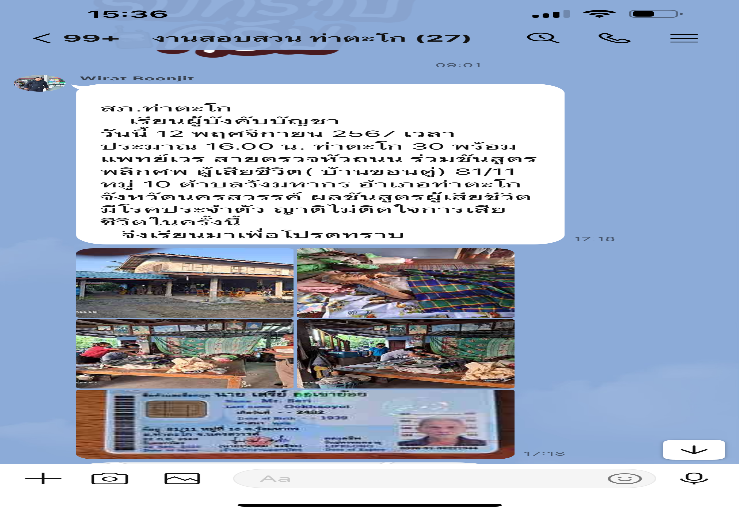 15:36
99+ งานสอบสวน ท่าตะโก (27)
09:01
Wirat Boonjit
สภ.ท่าตะโก
เรียนผู้บังคับบัญชา
วันนี้ 12 พฤศจิกายน 2567 เวลา
ประมาณ 16.00 น. ท่าตะโก 30 พร้อม
แพทย์เวร สายตรวจหัวถนน ร่วมชันสูตร
พลิกศพ ผู้เสียชีวิต( บ้านขอนดู่) 81/11
หมู่ 10 ตำบลวังมหากร อำเภอท่าตะโก
จังหวัดนครสวรรค์ ผลชันสูตรผู้เสียชีวิต
มีโรคประจำตัว ญาติไม่ติดใจการเสีย
ชีวิตในครั้งนี้
จึงเรียนมาเพื่อโปรดทราบ
17:18
นาย เสรี
Name Mr. Seri
Last name
Date of Birth 1939
17:18
Aa